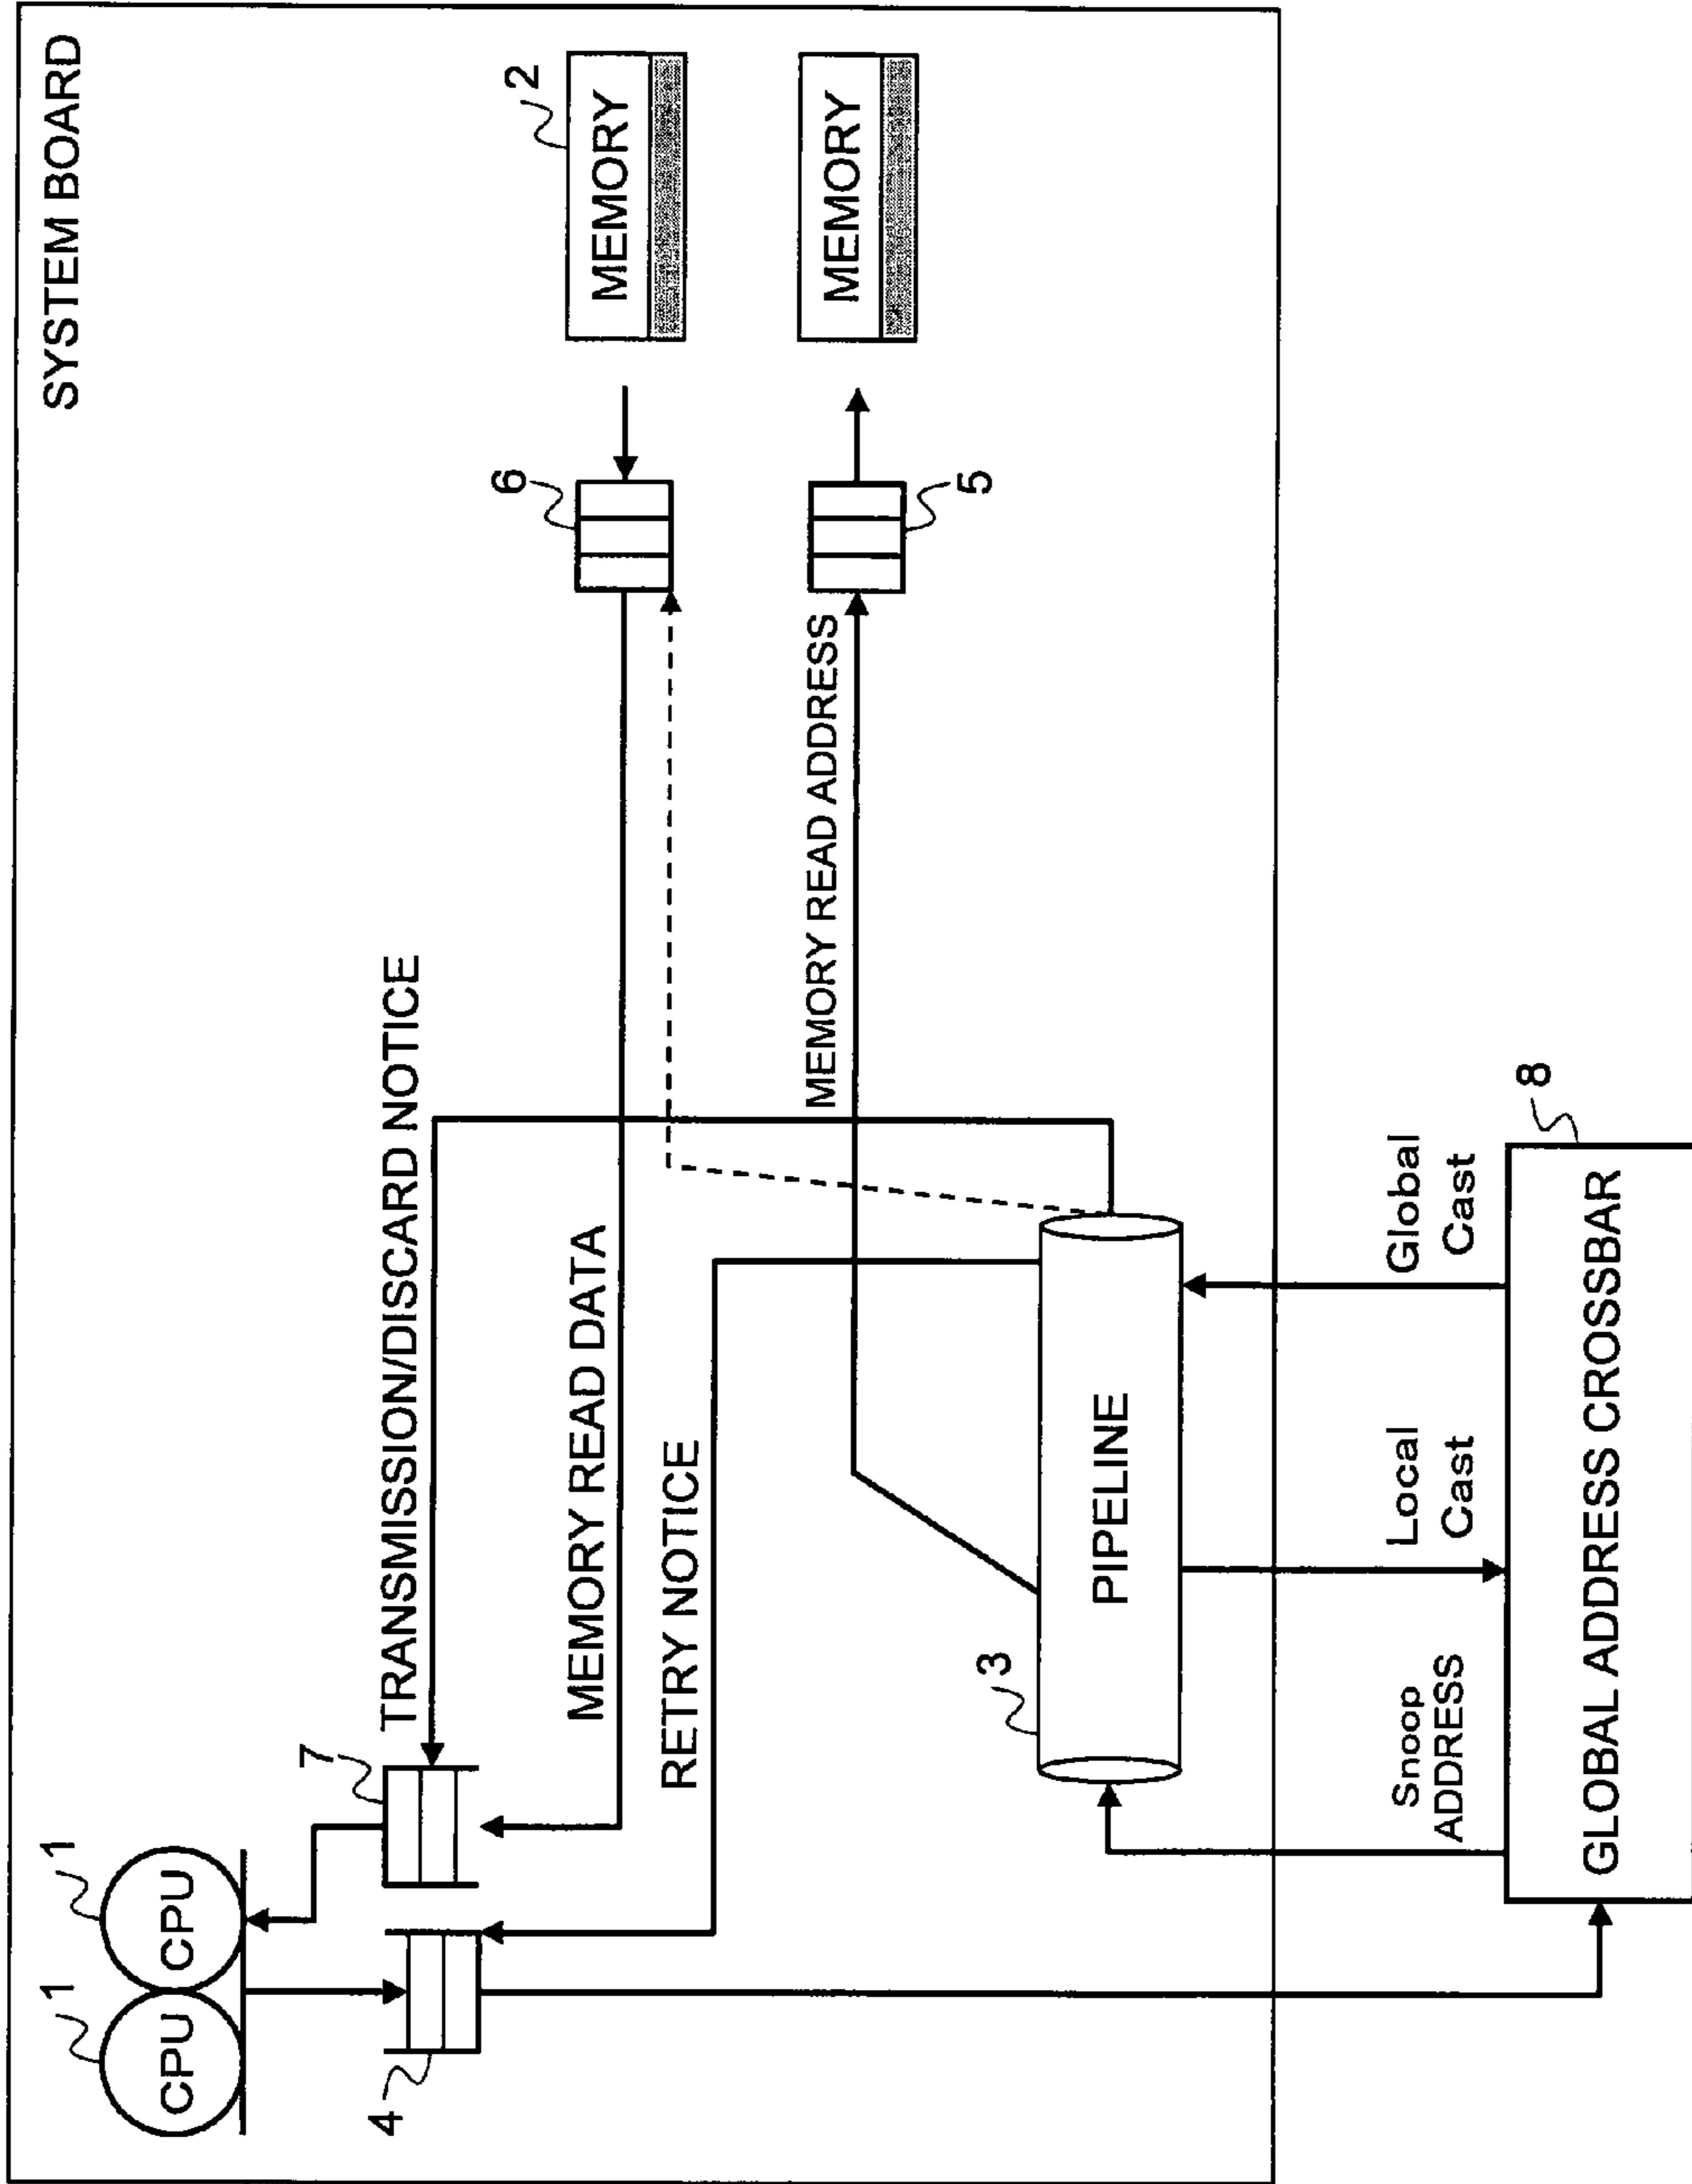 SYSTEM BOARD
1
1
CPU
CPU
7
4
TRANSMISSION/DISCARD NOTICE
MEMORY READ DATA
RETRY NOTICE
6
2
MEMORY
MEMORY READ ADDRESS
5
MEMORY
3
PIPELINE
Snoop
ADDRESS
Local
Cast
Global
Cast
8
GLOBAL ADDRESS CROSSBAR